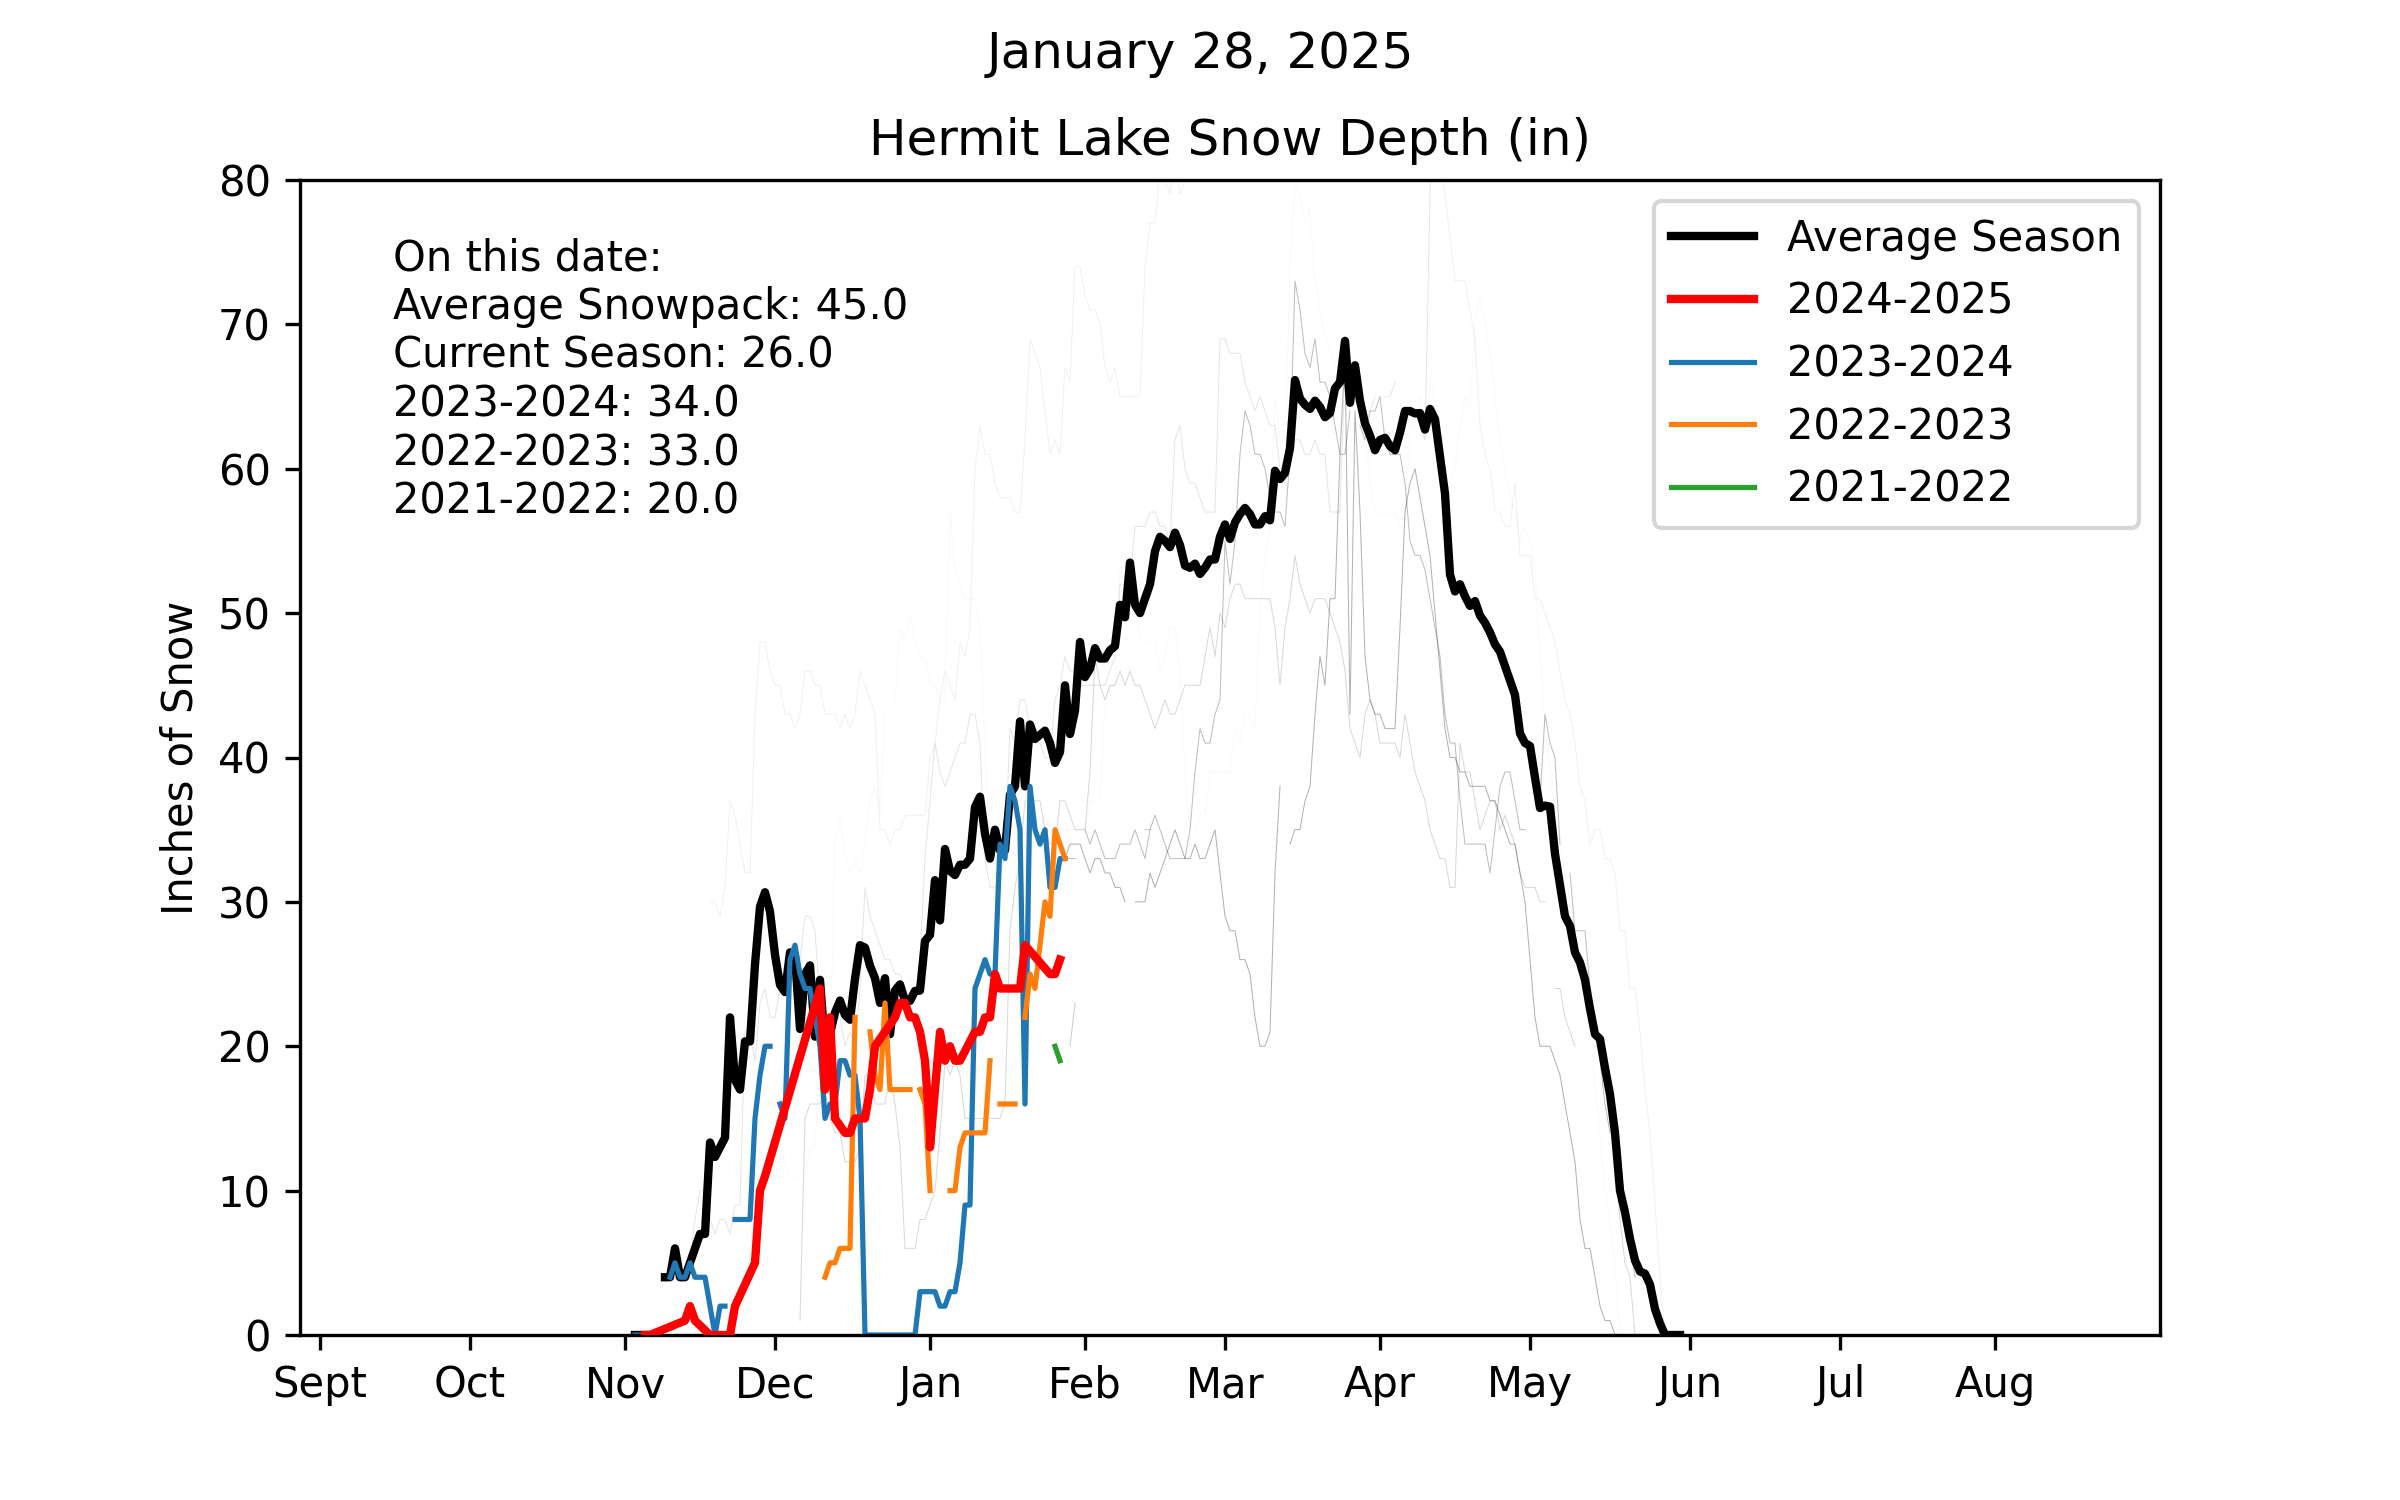 January 28, 2025
Hermit Lake Snow Depth (in)
80
70
60
50
40
30
20
10
0
Inches of Snow
On this date:
Average Snowpack: 45.0
Current Season: 26.0
2023-2024: 34.0
2022-2023: 33.0
2021-2022: 20.0
Average Season
2024-2025
2023-2024
2022-2023
2021-2022
Sept Oct Nov Dec Jan Feb Mar Apr May Jun Jul Aug